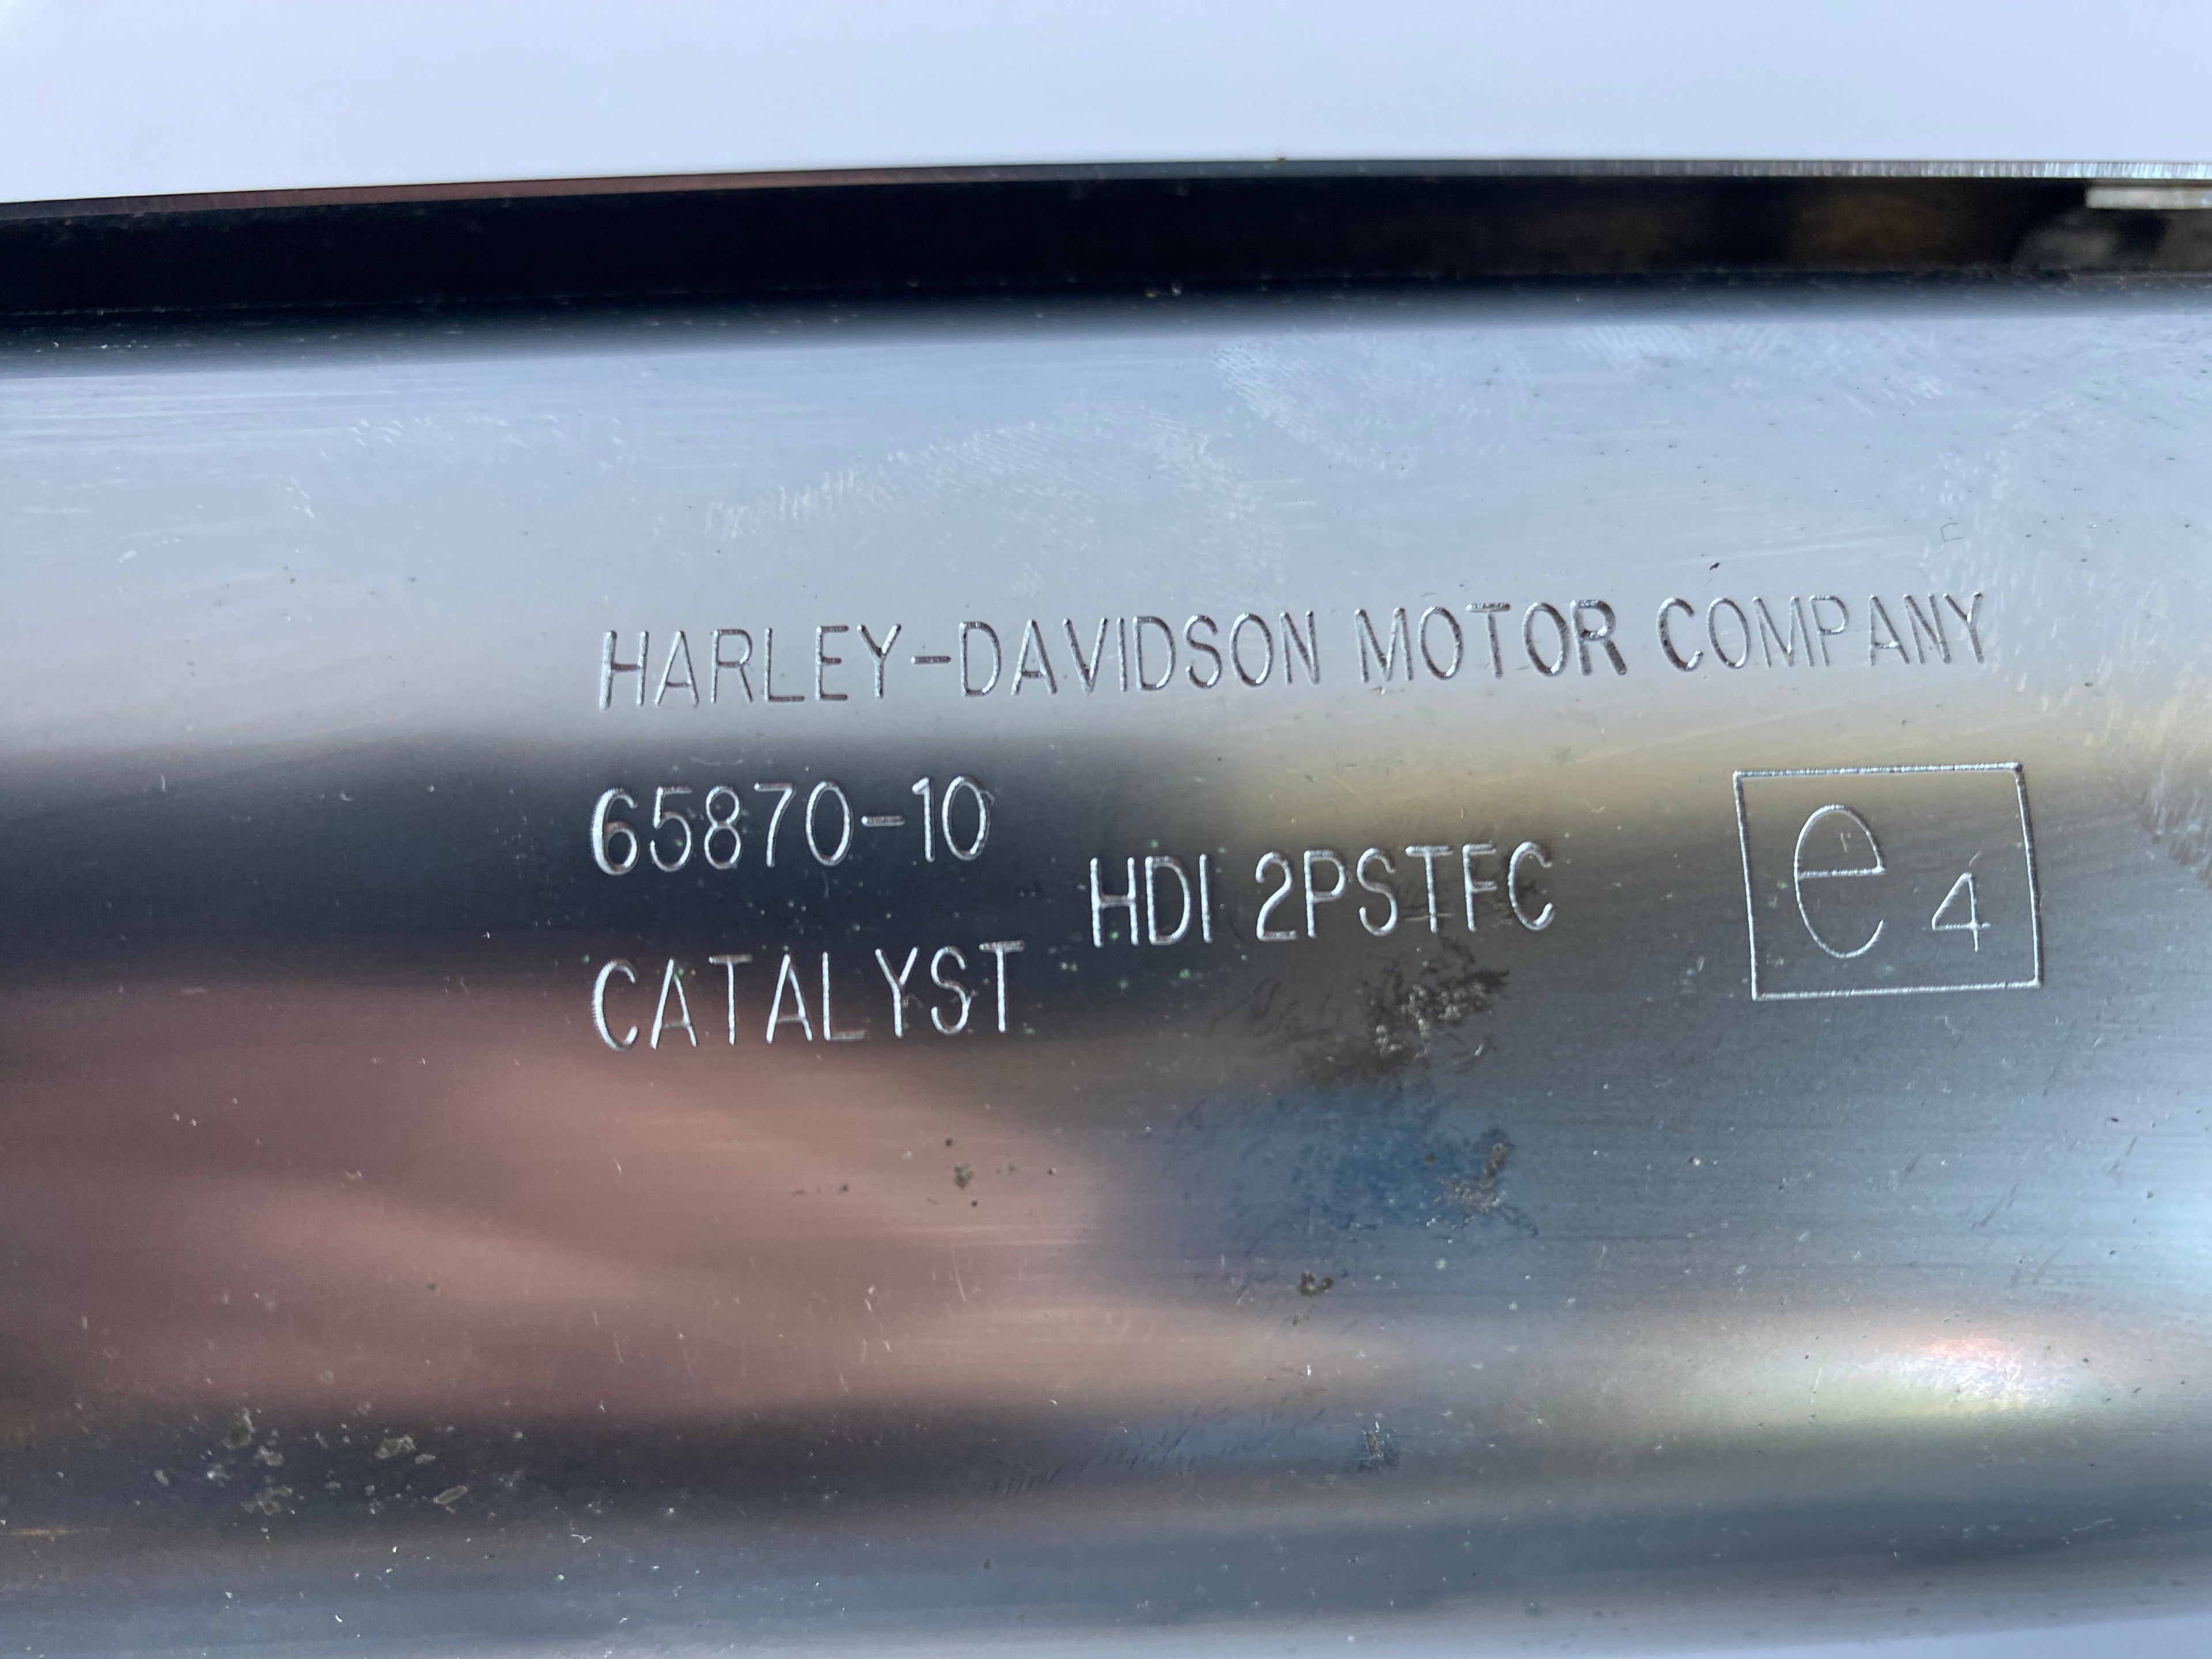 HARLEY-DAVIDSON MOTOR COMPANY
65870-10
HDI 2PSTFC
CATALYST
e4